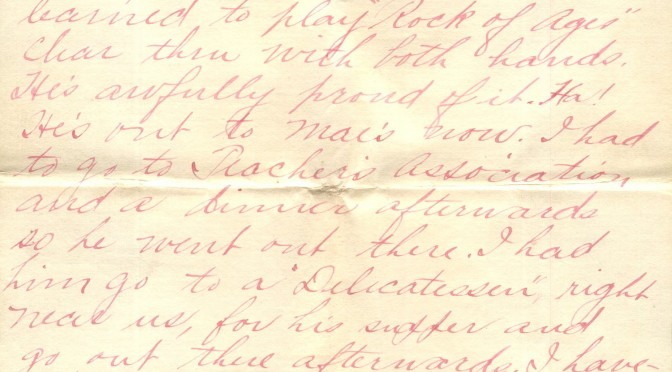 learned to play "Rock of Ages"
clear thru with both hands.
He's awfully proud of it. Ha!
He's out to Mae's now. I had
to go to Teacher's Association
and a dinner afterwards
so he went out there. I had
him go to a "Delicatessen", right
near us, for his supper and
go out there afterwards. I have